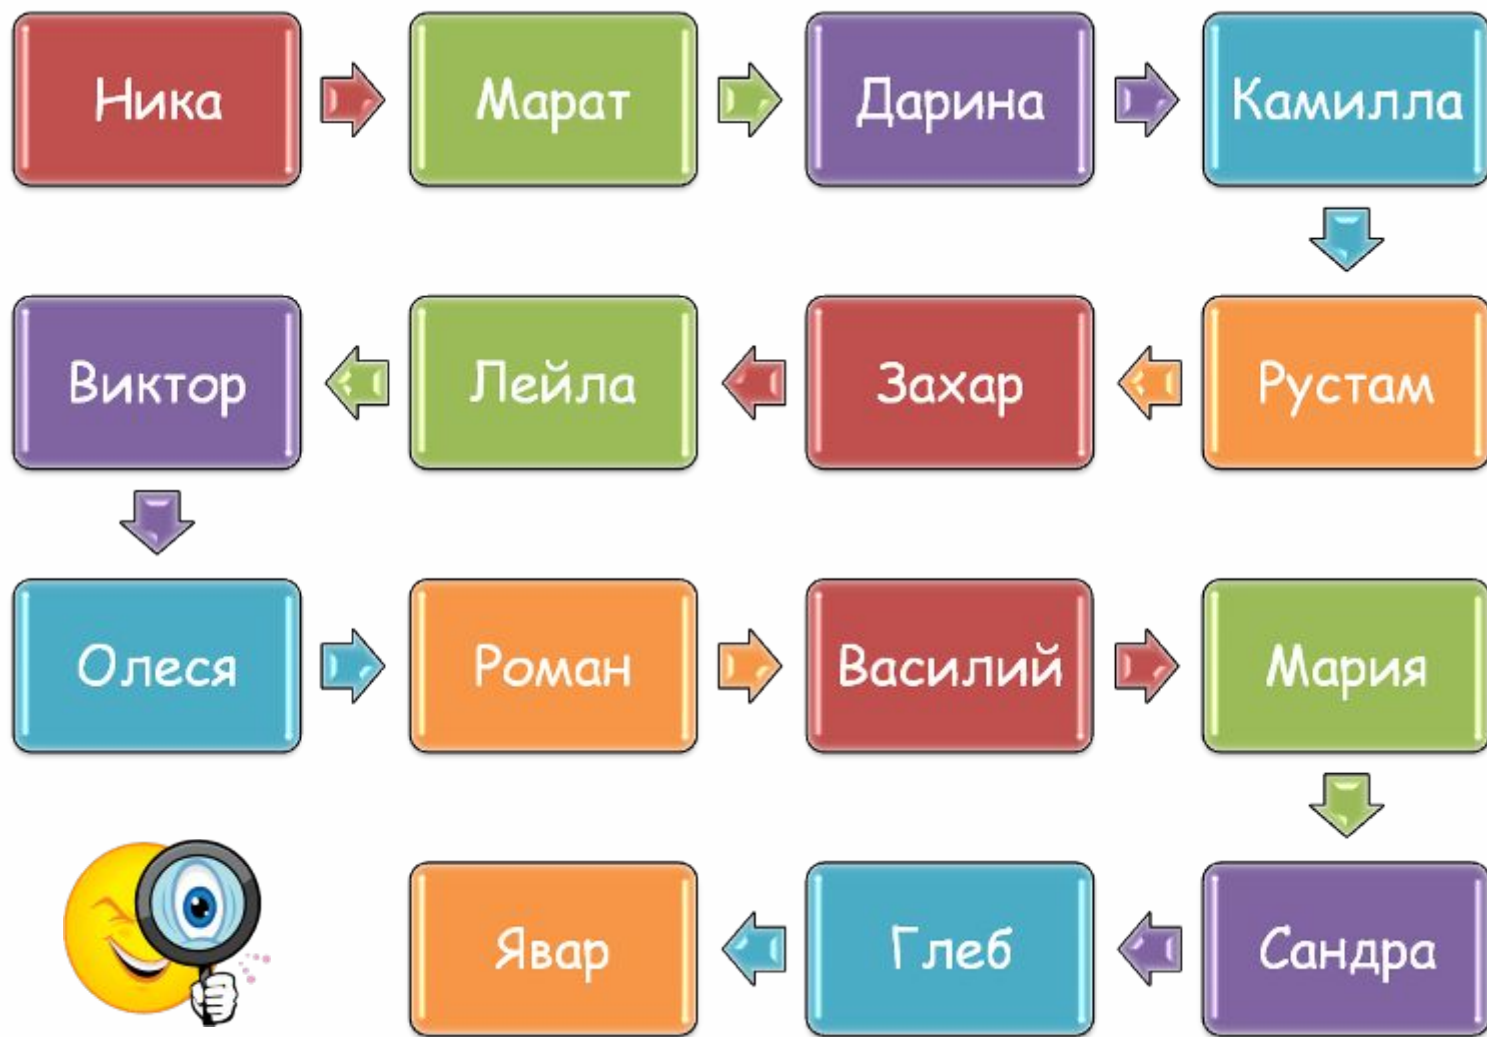 Ника
Марат
Дарина
Камилла
Рустам
Захар
Лейла
Виктор
Олеся
Роман
Василий
Мария
Сандра
Глеб
Явар